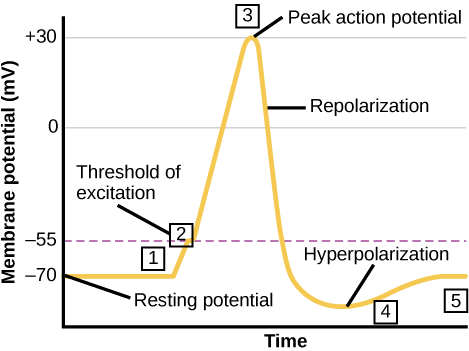 3
Peak action potential
+30
Repolarization
0
Threshold of
excitation
2
–55
1
Hyperpolarization
–70
Resting potential
4
5
Membrane potential (mV)
Time